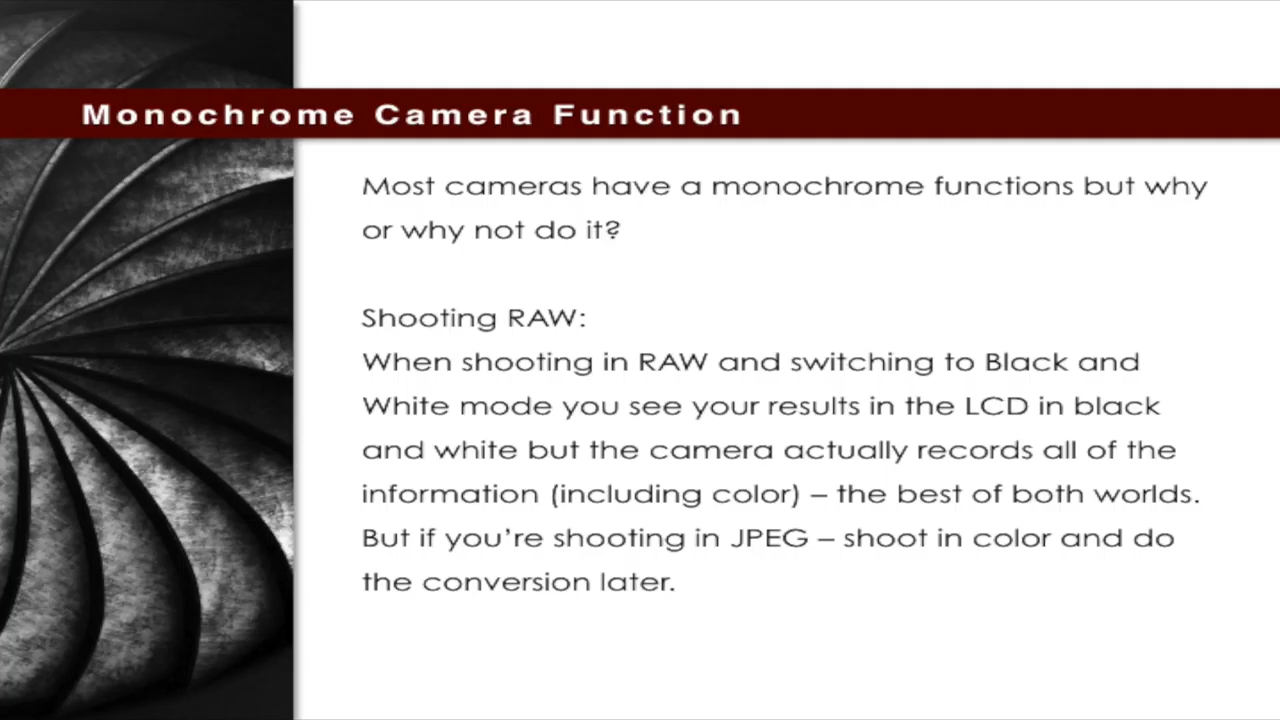 Monochrome Camera Function
Most cameras have a monochrome functions but why
or why not do it?
Shooting RAW:
When shooting in RAW and switching to Black and
White mode you see your results in the LCD in black
and white but the camera actually records all of the
information (including color) – the best of both worlds.
But if you’re shooting in JPEG – shoot in color and do
the conversion later.